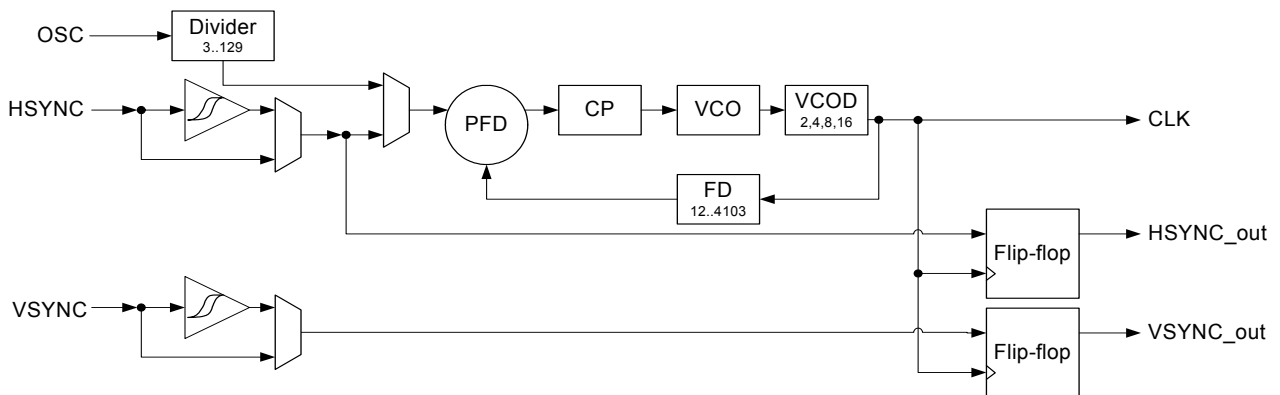 OSC
Divider
3..129
HSYNC
PFD
CP
VCO
VCOD
2,4,8,16
CLK
FD
12..4103
Flip-flop
HSYNC_out
VSYNC
Flip-flop
VSYNC_out